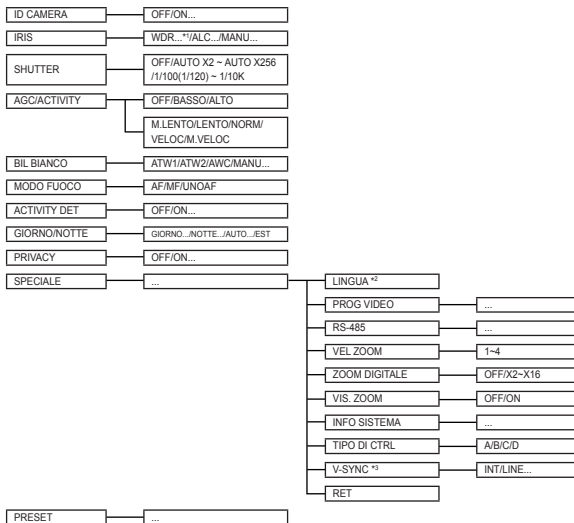 ID CAMERA OFF/ON...
IRIS WDR...*1/ALC.../MANU...
SHUTTER OFF/AUTO X2 ~ AUTO X256
/1/100(1/120) ~ 1/10K
AGC/ACTIVITY OFF/BASSO/ALTO
M.LENTO/LENTO/NORM/
VELOC/M.VELOC
BIL BIANCO ATW1/ATW2/AWC/MANU...
MODO FUOCO AF/MF/UNOAF
ACTIVITY DET OFF/ON...
GIORNO/NOTTE GIORNO.../NOTTE.../AUTO.../EST
PRIVACY OFF/ON...
SPECIALE ...
LINGUA *2
PROG VIDEO ...
RS-485 ...
VEL ZOOM 1~4
ZOOM DIGITALE OFF/X2~X16
VIS. ZOOM OFF/ON
INFO SISTEMA ...
TIPO DI CTRL A/B/C/D
V-SYNC *3 INT/LINE...
RET
PRESET ...